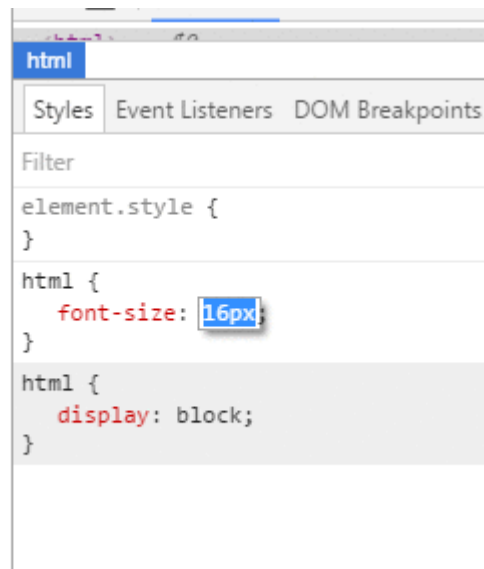 html
Styles Event Listeners DOM Breakpoints
Filter
element.style {
}
html {
font-size: 16px;
}
html {
display: block;
}